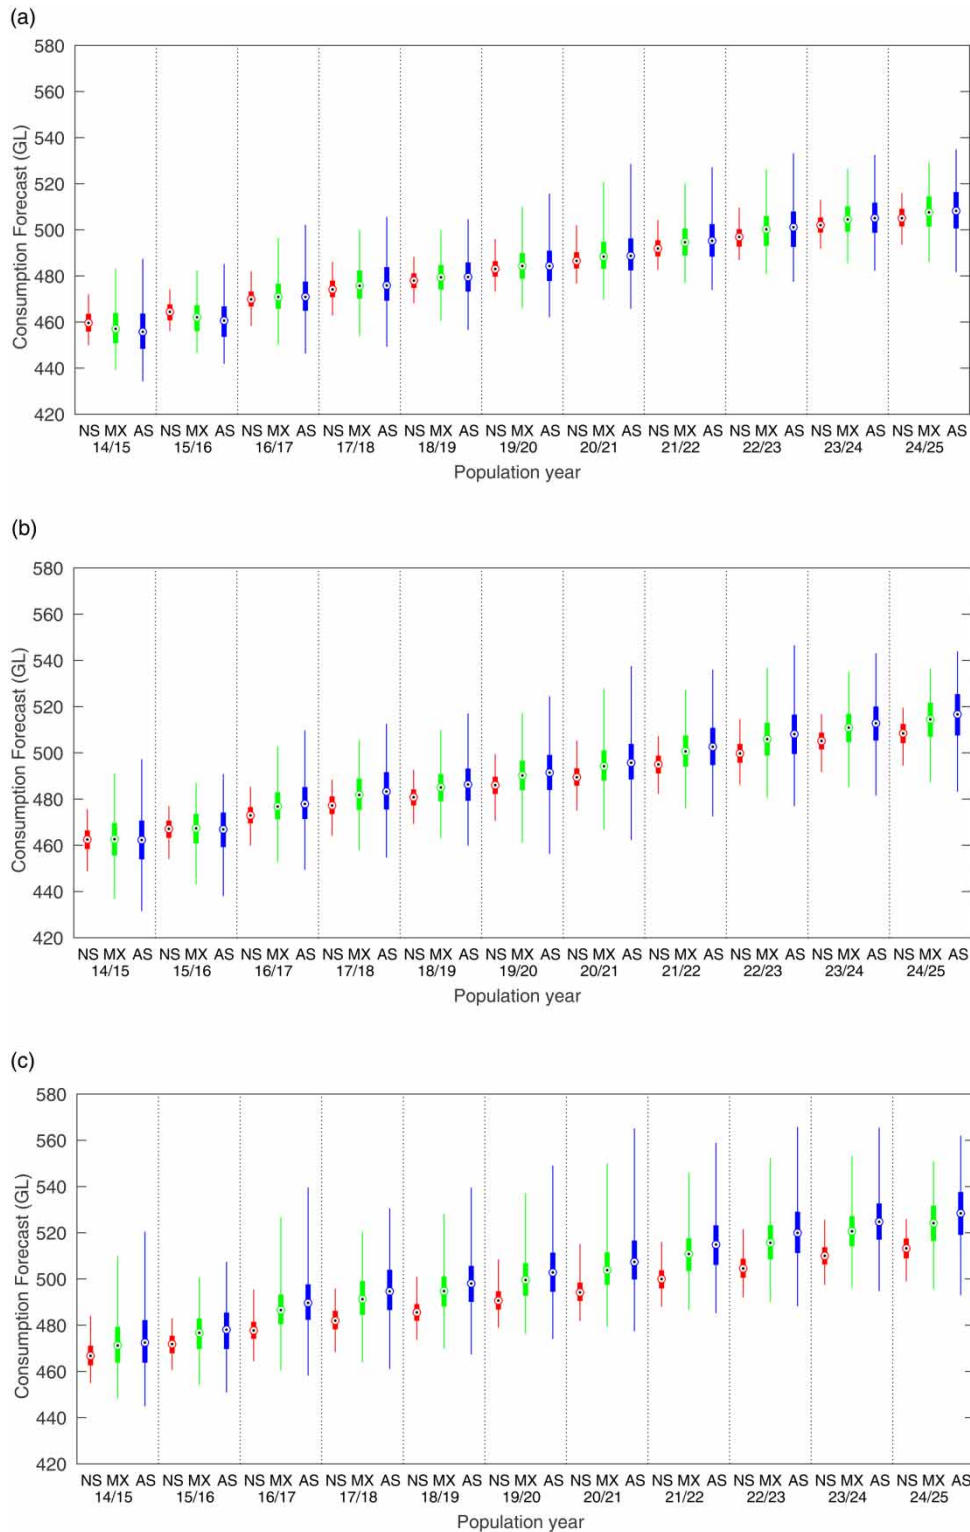 (a)
Consumption Forecast (GL)
580
560
540
520
500
480
460
440
420
NS MX AS NS MX AS NS MX AS NS MX AS NS MX AS NS MX AS NS MX AS NS MX AS NS MX AS NS MX AS NS MX AS
14/15 15/16 16/17 17/18 18/19 19/20 20/21 21/22 22/23 23/24 24/25
Population year
(b)
Consumption Forecast (GL)
580
560
540
520
500
480
460
440
420
NS MX AS NS MX AS NS MX AS NS MX AS NS MX AS NS MX AS NS MX AS NS MX AS NS MX AS NS MX AS NS MX AS
14/15 15/16 16/17 17/18 18/19 19/20 20/21 21/22 22/23 23/24 24/25
Population year
(c)
Consumption Forecast (GL)
580
560
540
520
500
480
460
440
420
NS MX AS NS MX AS NS MX AS NS MX AS NS MX AS NS MX AS NS MX AS NS MX AS NS MX AS NS MX AS NS MX AS
14/15 15/16 16/17 17/18 18/19 19/20 20/21 21/22 22/23 23/24 24/25
Population year